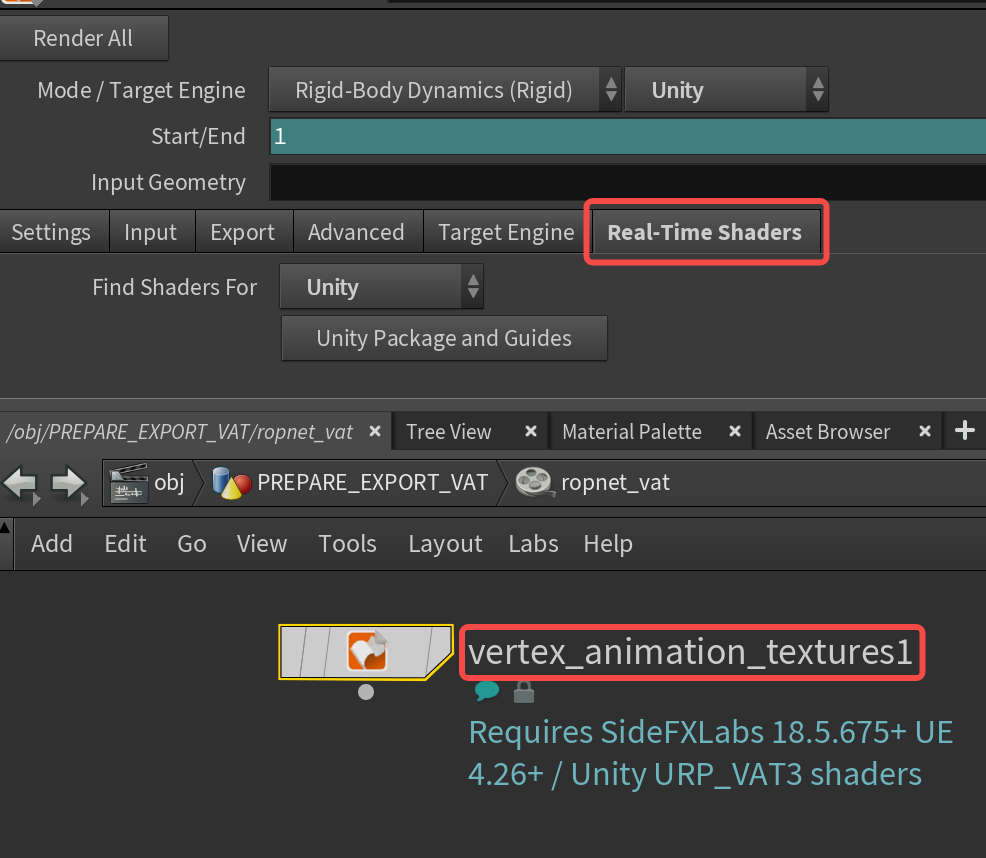 Render All
Mode / Target Engine Rigid-Body Dynamics (Rigid) Unity
Start/End 1
Input Geometry
Settings Input Export Advanced Target Engine Real-Time Shaders
Find Shaders For Unity
Unity Package and Guides
/obj/PREPARE_EXPORT_VAT/ropnet_vat × Tree View × Material Palette × Asset Browser × +
obj PREPARE_EXPORT_VAT ropnet_vat
Add Edit Go View Tools Layout Labs Help
vertex_animation_textures1
Requires SideFXLabs 18.5.675+ UE
4.26+ / Unity URP_VAT3 shaders